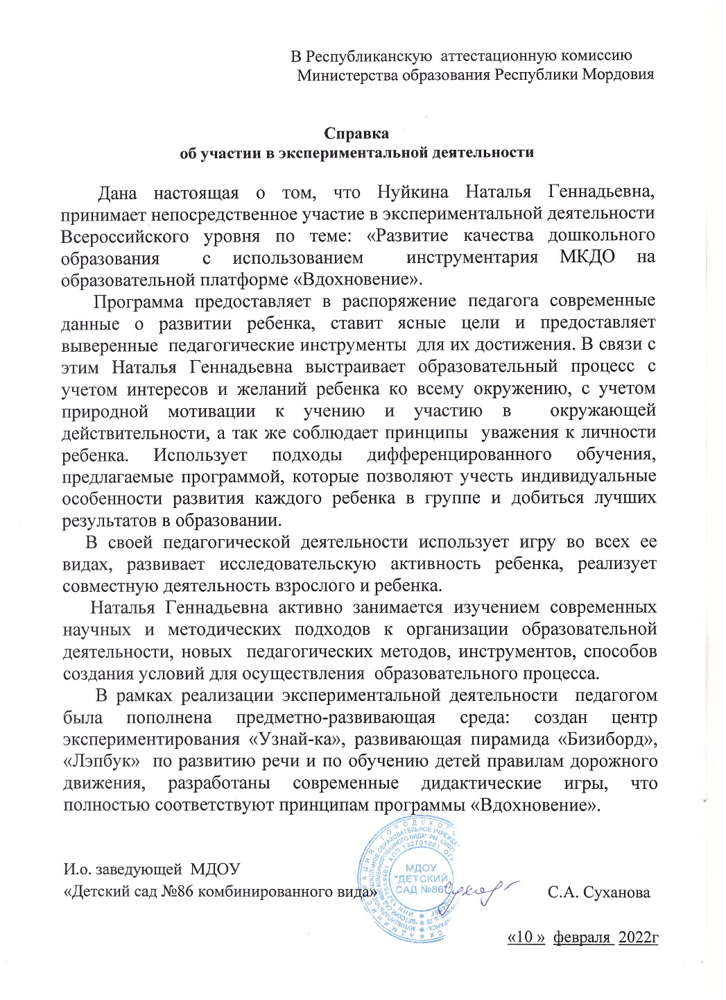 В Республиканскую аттестационную комиссию
Министерства образования Республики Мордовия
Справка
об участии в экспериментальной деятельности
Дана настоящая о том, что Нуйкина Наталья Геннадьевна,
принимает непосредственное участие в экспериментальной деятельности
Всероссийского уровня по теме: «Развитие качества дошкольного
образования с использованием инструментария МКДО на
образовательной платформе «Вдохновение».
Программа предоставляет в распоряжение педагога современные
данные о развитии ребенка, ставит ясные цели и предоставляет
выверенные педагогические инструменты для их достижения. В связи с
этим Наталья Геннадьевна выстраивает образовательный процесс с
учетом интересов и желаний ребенка ко всему окружению, с учетом
природной мотивации к учению и участию в окружающей
действительности, а так же соблюдает принципы уважения к личности
ребенка. Использует подходы дифференцированного обучения,
предлагаемые программой, которые позволяют учесть индивидуальные
особенности развития каждого ребенка в группе и добиться лучших
результатов в образовании.
В своей педагогической деятельности использует игру во всех ее
видах, развивает исследовательскую активность ребенка, реализует
совместную деятельность взрослого и ребенка.
Наталья Геннадьевна активно занимается изучением современных
научных и методических подходов к организации образовательной
деятельности, новых педагогических методов, инструментов, способов
создания условий для осуществления образовательного процесса.
В рамках реализации экспериментальной деятельности педагогом
была пополнена предметно-развивающая среда: создан центр
экспериментирования «Узнай-ка», развивающая пирамида «Бизиборд»,
«Лэпбук» по развитию речи и по обучению детей правилам дорожного
движения, разработаны современные дидактические игры, что
полностью соответствуют принципам программы «Вдохновение».
И.о. заведующей МДОУ
«Детский сад №86 комбинированного вида»
С.А. Суханова
МДОУ
"ДЕТСКИЙ
САД №86"
«10 » февраля 2022г